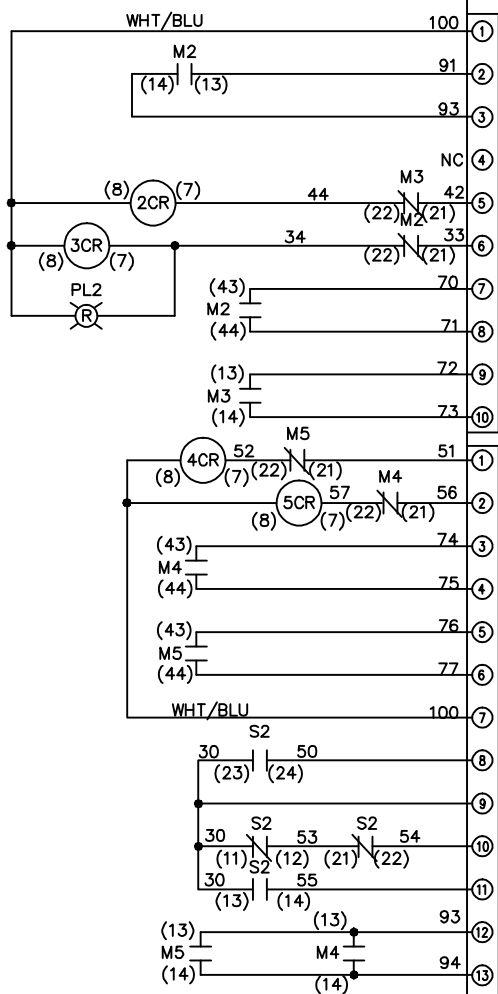 WHT/BLU 100 1
M2 91 2
(14) (13)
93 3
NC 4
(8) 2CR (7) 44 M3 42 5
(22) (21)
(8) 3CR (7) 34 M2 33 6
(22) (21)
PL2
R
(43) 70 7
M2
(44) 71 8
(13) 72 9
M3
(14) 73 10
4CR 52 M5 51 1
(8) (7) (22) (21)
5CR 57 M4 56 2
(8) (7) (22) (21)
(43) 74 3
M4
(44) 75 4
(43) 76 5
M5
(44) 77 6
WHT/BLU 100 7
S2
30 50 8
(23) (24)
9
S2 S2
30 53 54 10
(11) (12) (21) (22)
S2
30 55 11
(13) (14)
(13) (13) 93 12
M5 M4
(14) (14) 94 13